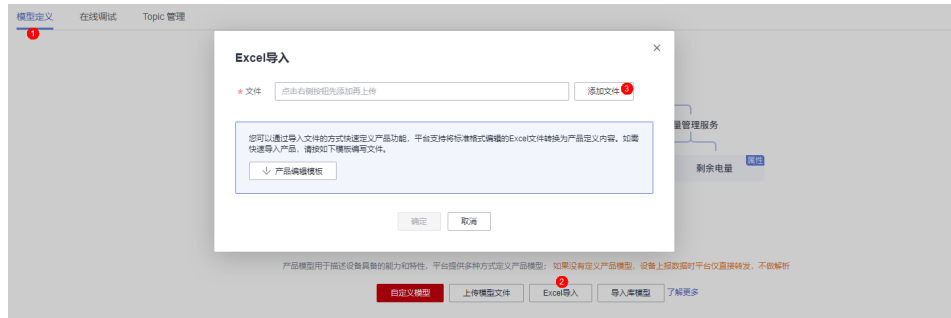 模型定义 在线调试 Topic 管理
1
Excel导入
* 文件 点击右侧按钮先添加再上传 添加文件 3
您可以通过导入文件的方式快速定义产品功能，平台支持将标准格式编辑的Excel文件转换为产品定义内容。如需
快速导入产品，请按如下模板编写文件。
产品编辑模板
确定 取消
量管理服务
属性
剩余电量
产品模型用于描述设备具备的能力和特性，平台提供多种方式定义产品模型；如果没有定义产品模型，设备上报数据时平台仅直接转发，不做解析
2
自定义模型 上传模型文件 Excel导入 导入库模型 了解更多